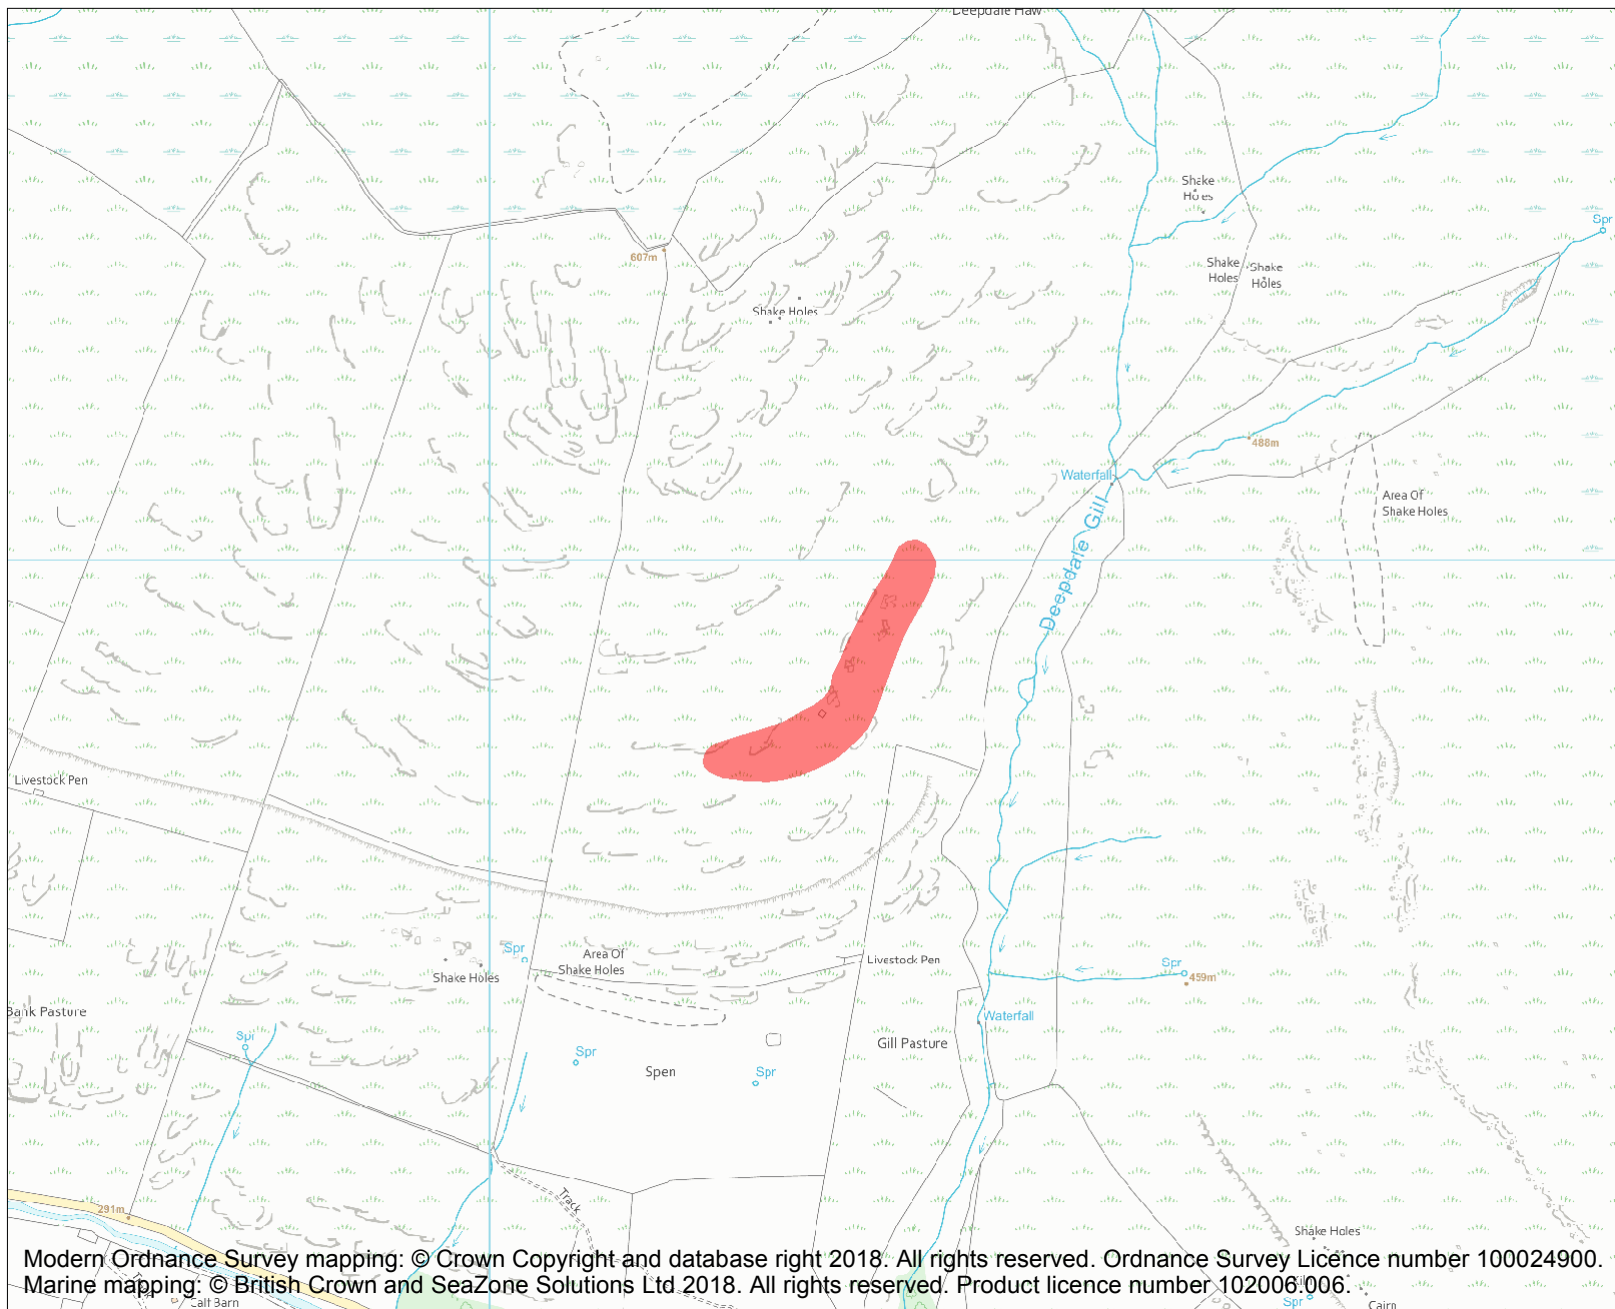 Deepdale Haw
Shake
Holes
Spr
607m
Shake
Holes
Shake
Holes
Shake Holes
488m
Waterfall
Area Of
Shake Holes
Deepdale Gill
Livestock Pen
Spr
Area Of
Shake Holes
Livestock Pen
Shake Holes
Spr
459m
Bank Pasture
Waterfall
Spr
Gill Pasture
Spr
Spen
Spr
Track
291m
Shake Holes
Modern Ordnance Survey mapping: © Crown Copyright and database right 2018. All rights reserved. Ordnance Survey Licence number 100024900.
Marine mapping: © British Crown and SeaZone Solutions Ltd 2018. All rights reserved. Product licence number 102006.006.
Calf Barn
Spr
Cairn